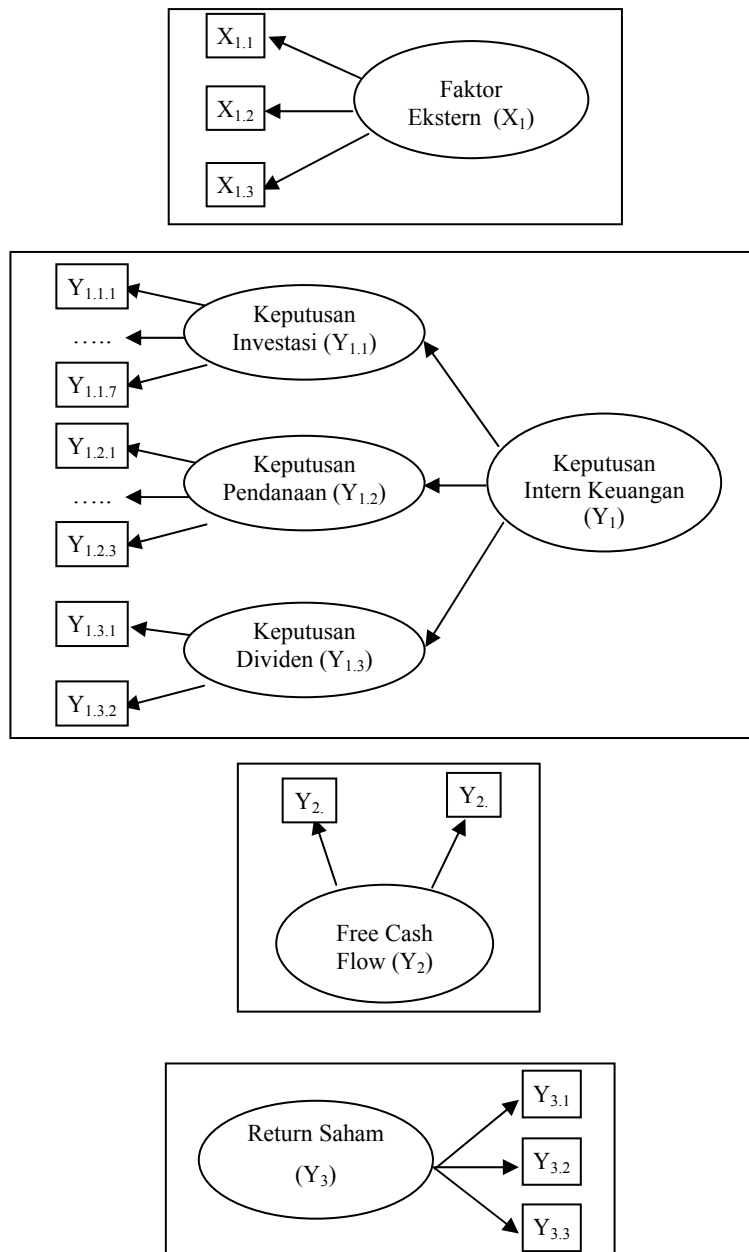 X1.1
X1.2
X1.3
Faktor
Ekstern (X1)
Y1.1.1
.....
Y1.1.7
Keputusan
Investasi (Y1.1)
Y1.2.1
.....
Y1.2.3
Keputusan
Pendanaan (Y1.2)
Keputusan
Intern Keuangan
(Y1)
Y1.3.1
Y1.3.2
Keputusan
Dividen (Y1.3)
Y2.
Y2.
Free Cash
Flow (Y2)
Return Saham
(Y3)
Y3.1
Y3.2
Y3.3